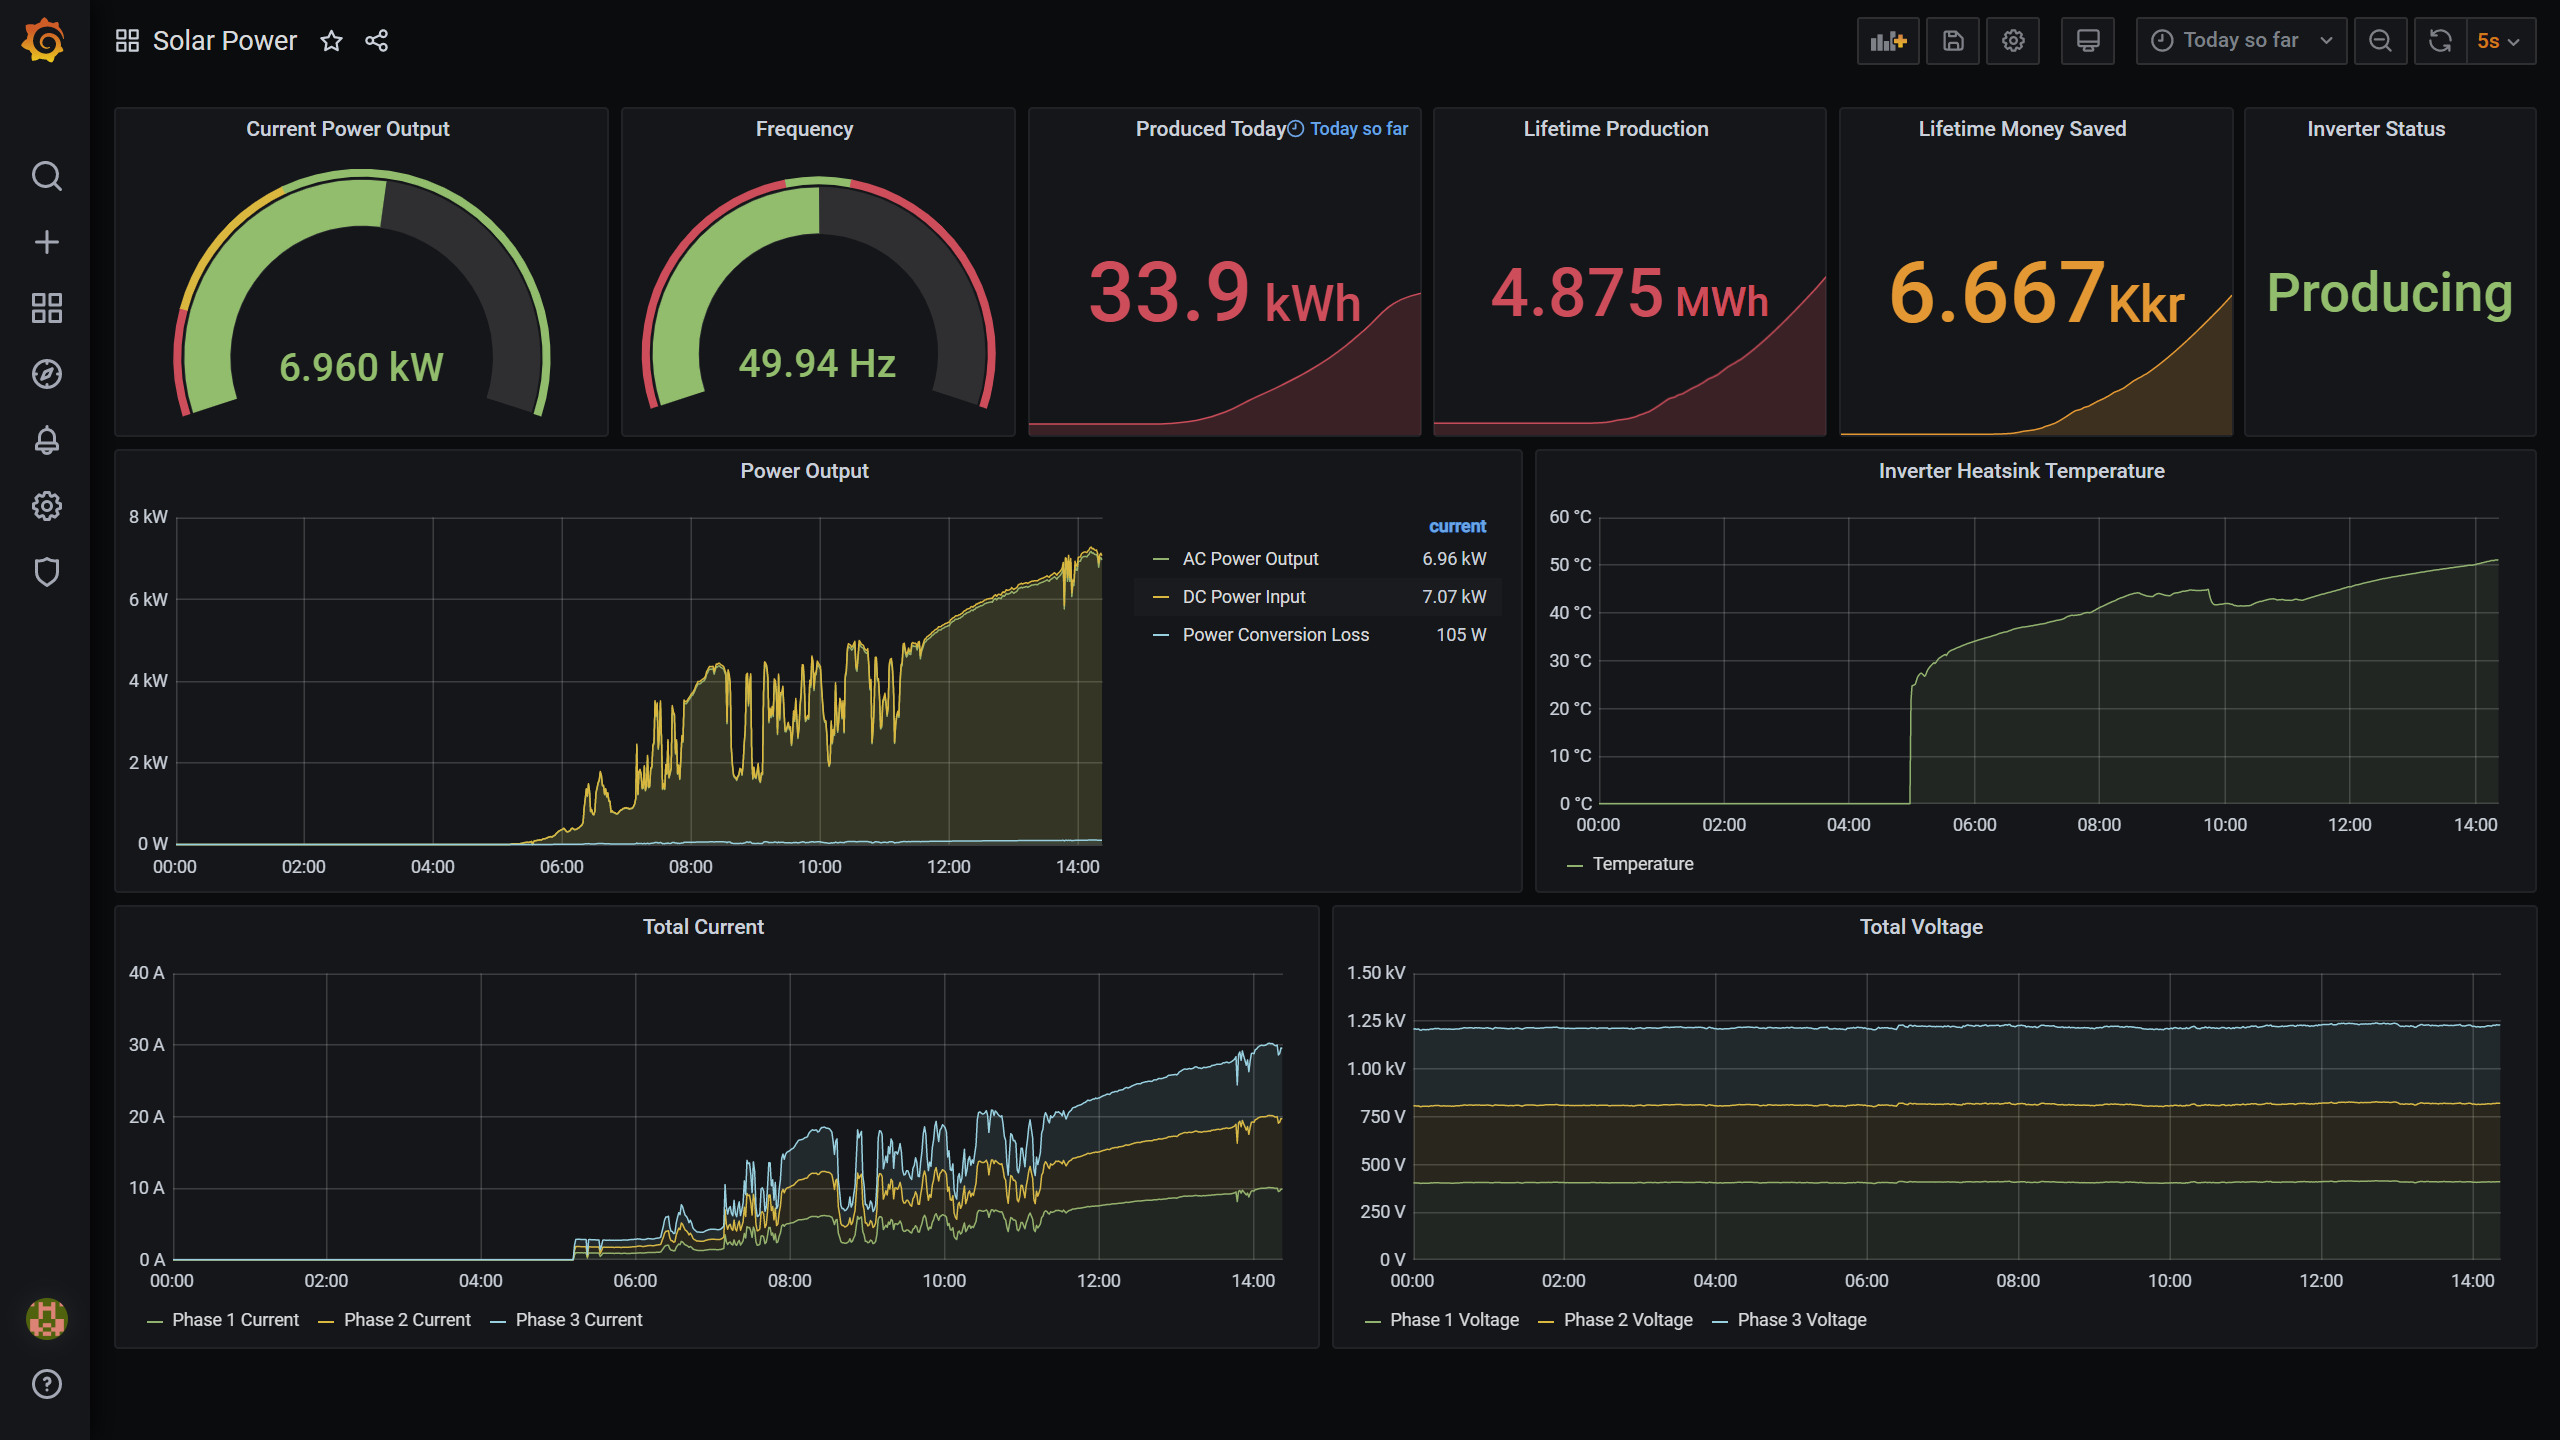 Solar Power
Today so far
5s
Current Power Output
6.960 kW
Frequency
49.94 Hz
Produced Today Today so far
33.9 kWh
Lifetime Production
4.875 MWh
Lifetime Money Saved
6.667Kkr
Inverter Status
Producing
Power Output
8 kW
6 kW
4 kW
2 kW
0 W
00:00 02:00 04:00 06:00 08:00 10:00 12:00 14:00
current
AC Power Output 6.96 kW
DC Power Input 7.07 kW
Power Conversion Loss 105 W
Inverter Heatsink Temperature
60 °C
50 °C
40 °C
30 °C
20 °C
10 °C
0 °C
00:00 02:00 04:00 06:00 08:00 10:00 12:00 14:00
Temperature
Total Current
40 A
30 A
20 A
10 A
0 A
00:00 02:00 04:00 06:00 08:00 10:00 12:00 14:00
Phase 1 Current Phase 2 Current Phase 3 Current
Total Voltage
1.50 kV
1.25 kV
1.00 kV
750 V
500 V
250 V
0 V
00:00 02:00 04:00 06:00 08:00 10:00 12:00 14:00
Phase 1 Voltage Phase 2 Voltage Phase 3 Voltage